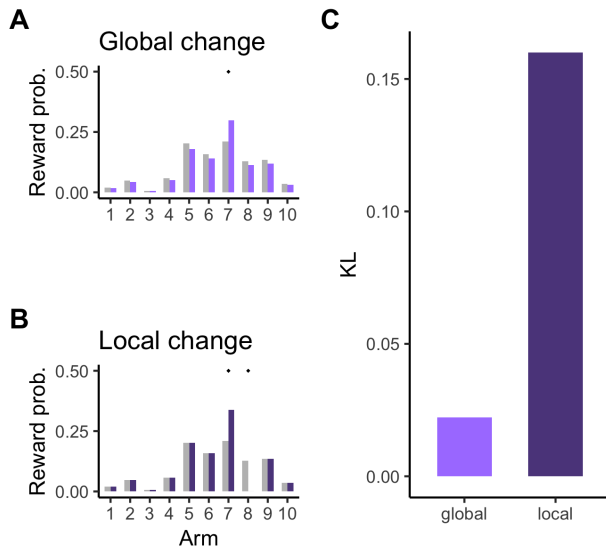 A
Global change
Reward prob.
0.50
0.25
0.00
1 2 3 4 5 6 7 8 9 10
B
Local change
Reward prob.
0.50
0.25
0.00
1 2 3 4 5 6 7 8 9 10
Arm
C
KL
0.15
0.10
0.05
0.00
global local